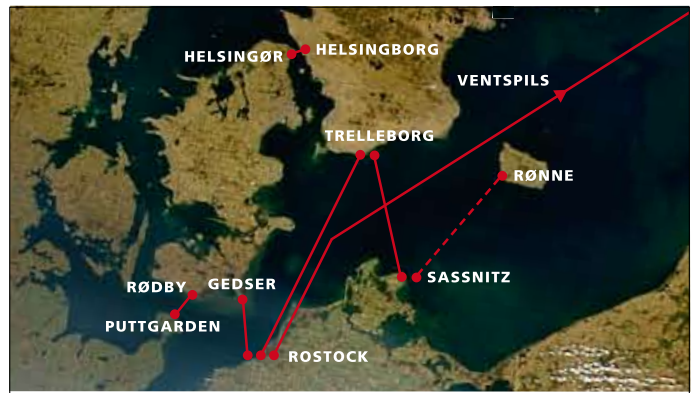 HELSINGØR
HELSINGBORG
VENTSPILS
TRELLEBORG
RØNNE
RØDBY
GEDSER
SASSNITZ
PUTTGARDEN
ROSTOCK